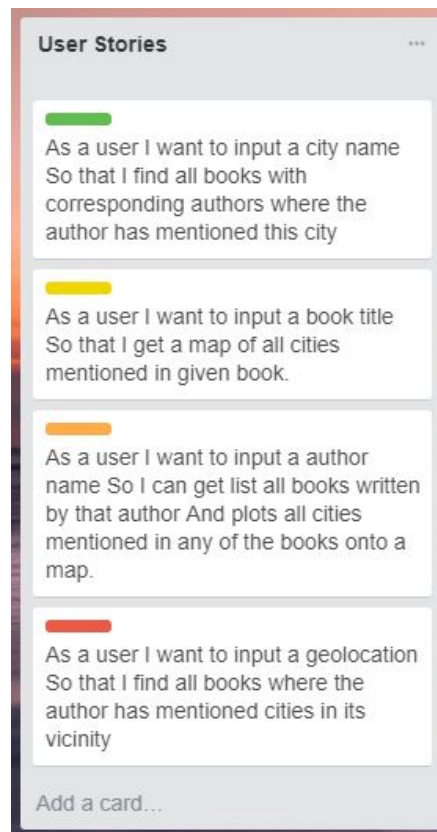 User Stories
As a user I want to input a city name
So that I find all books with
corresponding authors where the
author has mentioned this city
As a user I want to input a book title
So that I get a map of all cities
mentioned in given book.
As a user I want to input a author
name So I can get list all books written
by that author And plots all cities
mentioned in any of the books onto a
map.
As a user I want to input a geolocation
So that I find all books where the
author has mentioned cities in its
vicinity
Add a card...